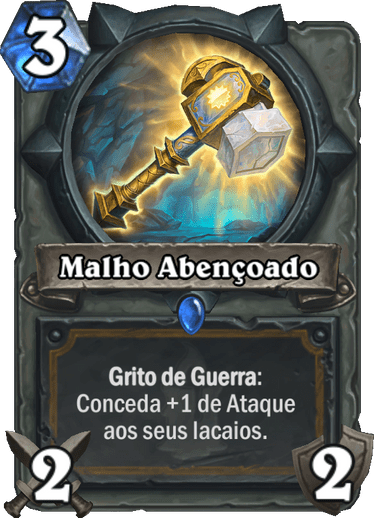 3
Malho Abençoado
Grito de Guerra:
Conceda +1 de Ataque
aos seus lacaios.
2
2